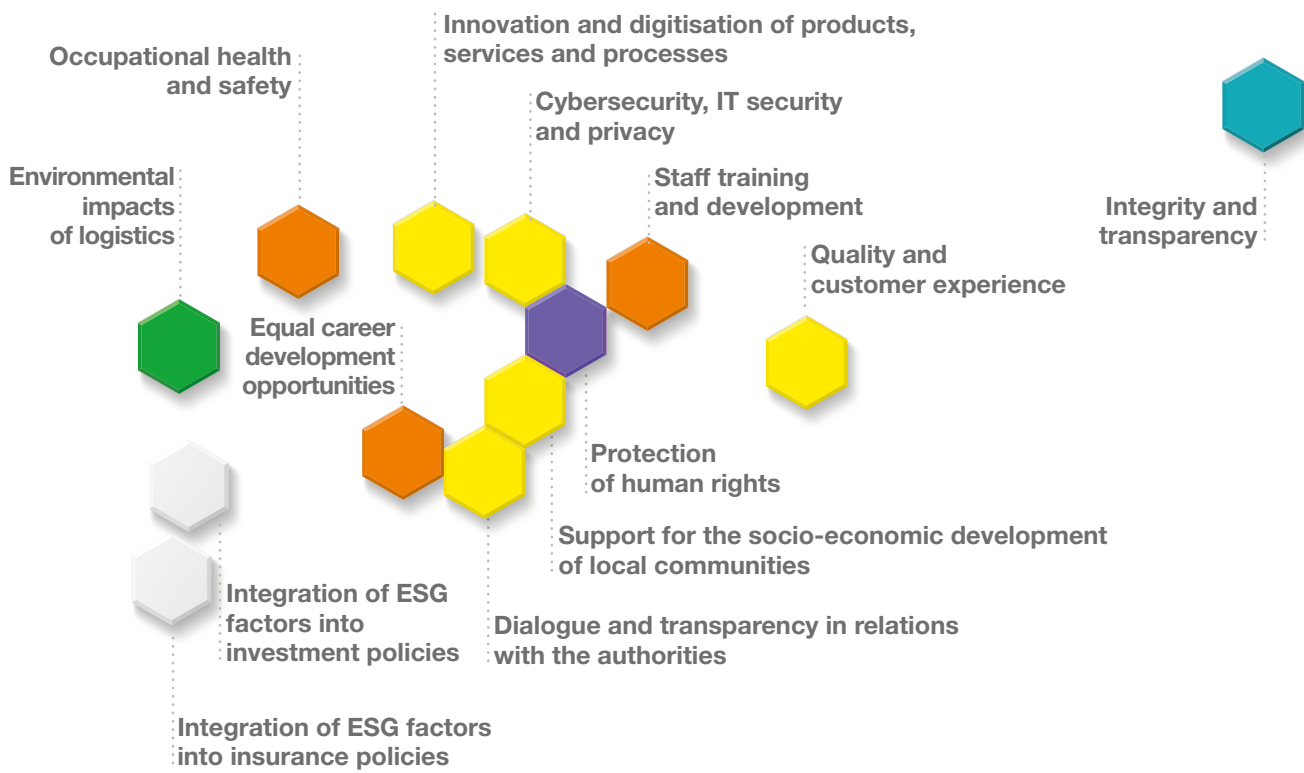 Innovation and digitisation of products,
services and processes
Occupational health
and safety
Cybersecurity, IT security
and privacy
Environmental
impacts
of logistics
Staff training
and development
Integrity and
transparency
Quality and
customer experience
Equal career
development
opportunities
Protection
of human rights
Support for the socio-economic development
of local communities
Integration of ESG
factors into
investment policies
Dialogue and transparency in relations
with the authorities
Integration of ESG factors
into insurance policies